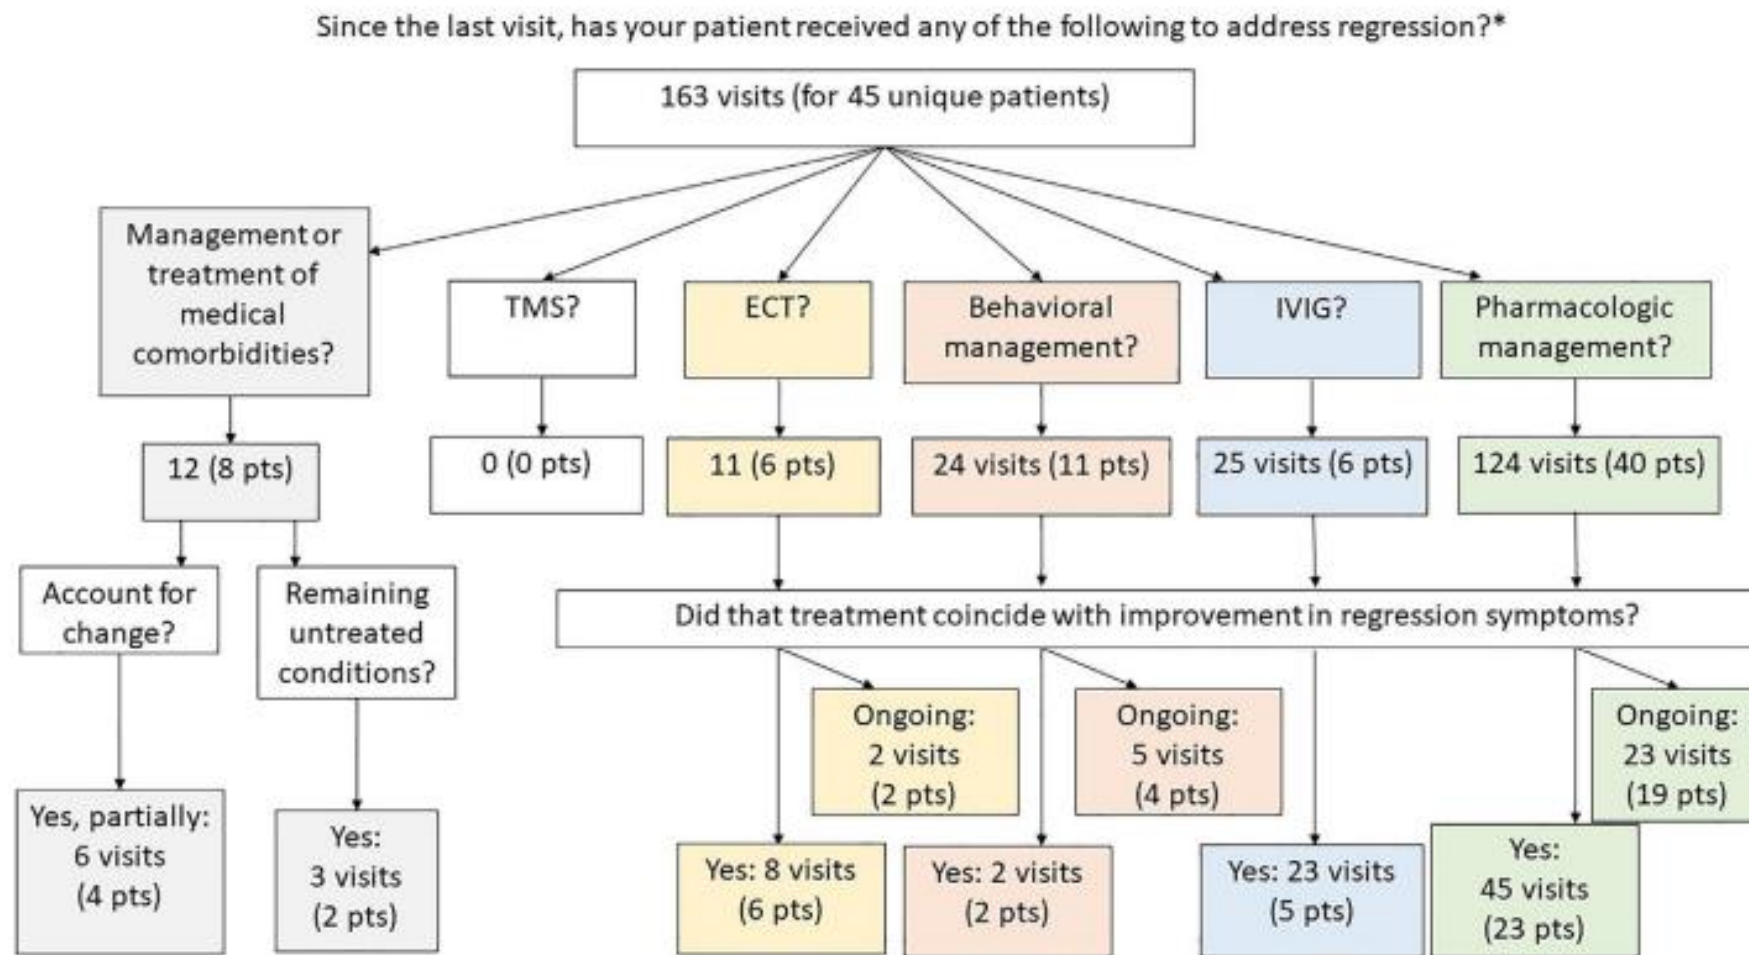 Since the last visit, has your patient received any of the following to address regression?*
163 visits (for 45 unique patients)
Management or
treatment of
medical
comorbidities?
TMS?
ECT?
Behavioral
management?
IVIG?
Pharmacologic
management?
12 (8 pts)
0 (0 pts)
11 (6 pts)
24 visits (11 pts)
25 visits (6 pts)
124 visits (40 pts)
Account for
change?
Remaining
untreated
conditions?
Did that treatment coincide with improvement in regression symptoms?
Ongoing:
2 visits
(2 pts)
Ongoing:
5 visits
(4 pts)
Ongoing:
23 visits
(19 pts)
Yes, partially:
6 visits
(4 pts)
Yes:
3 visits
(2 pts)
Yes: 8 visits
(6 pts)
Yes: 2 visits
(2 pts)
Yes: 23 visits
(5 pts)
Yes:
45 visits
(23 pts)